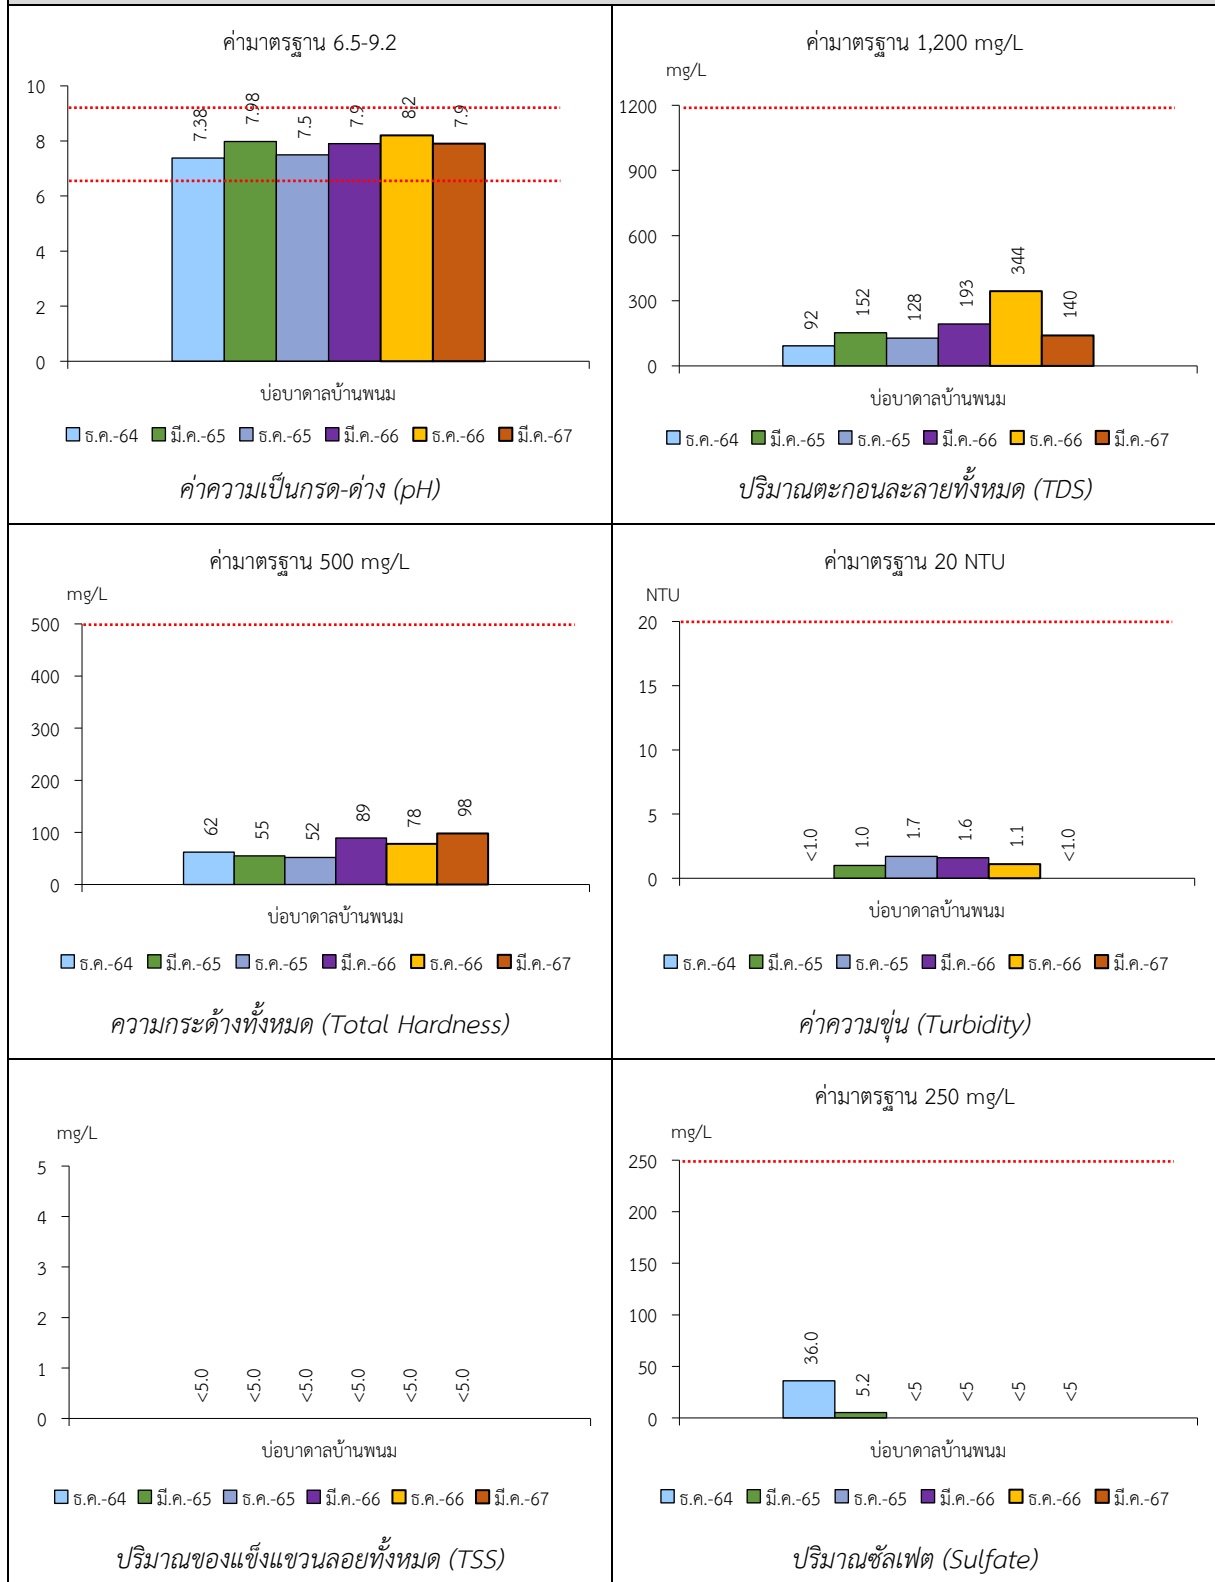 ค่ามาตรฐาน 6.5-9.2
10
8
6
4
2
0
7.38
7.98
7.5
7.9
8.2
7.9
บ่อบาดาลบ้านพนม
ธ.ค.-64 มี.ค.-65 ธ.ค.-65 มี.ค.-66 ธ.ค.-66 มี.ค.-67
ค่าความเป็นกรด-ด่าง (pH)
ค่ามาตรฐาน 1,200 mg/L
mg/L
1200
900
600
300
0
92
152
128
193
344
140
บ่อบาดาลบ้านพนม
ธ.ค.-64 มี.ค.-65 ธ.ค.-65 มี.ค.-66 ธ.ค.-66 มี.ค.-67
ปริมาณตะกอนละลายทั้งหมด (TDS)
ค่ามาตรฐาน 500 mg/L
mg/L
500
400
300
200
100
0
62
55
52
89
78
98
บ่อบาดาลบ้านพนม
ธ.ค.-64 มี.ค.-65 ธ.ค.-65 มี.ค.-66 ธ.ค.-66 มี.ค.-67
ความกระด้างทั้งหมด (Total Hardness)
ค่ามาตรฐาน 20 NTU
NTU
20
15
10
5
0
<1.0
1.0
1.7
1.6
1.1
<1.0
บ่อบาดาลบ้านพนม
ธ.ค.-64 มี.ค.-65 ธ.ค.-65 มี.ค.-66 ธ.ค.-66 มี.ค.-67
ค่าความขุ่น (Turbidity)
mg/L
5
4
3
2
1
0
<5.0
<5.0
<5.0
<5.0
<5.0
<5.0
บ่อบาดาลบ้านพนม
ธ.ค.-64 มี.ค.-65 ธ.ค.-65 มี.ค.-66 ธ.ค.-66 มี.ค.-67
ปริมาณของแข็งแขวนลอยทั้งหมด (TSS)
ค่ามาตรฐาน 250 mg/L
mg/L
250
200
150
100
50
0
36.0
5.2
<5
<5
<5
<5
บ่อบาดาลบ้านพนม
ธ.ค.-64 มี.ค.-65 ธ.ค.-65 มี.ค.-66 ธ.ค.-66 มี.ค.-67
ปริมาณซัลเฟต (Sulfate)